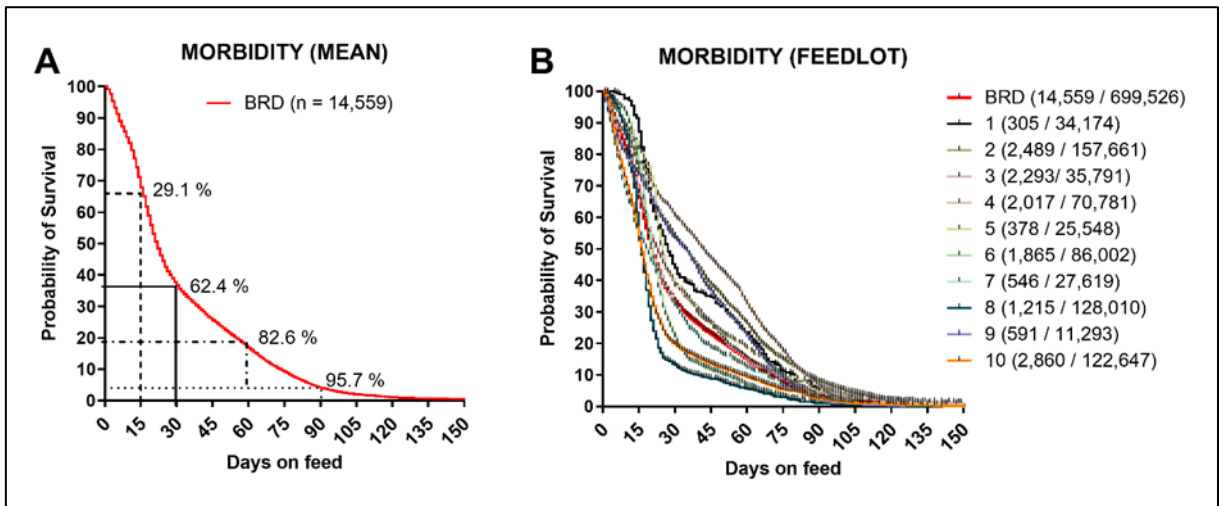 A
MORBIDITY (MEAN)
BRD (n = 14,559)
Probability of Survival
100
90
80
70
60
50
40
30
20
10
0
29.1 %
62.4 %
82.6 %
95.7 %
0 15 30 45 60 75 90 105 120 135 150
Days on feed
B
MORBIDITY (FEEDLOT)
Probability of Survival
100
90
80
70
60
50
40
30
20
10
0
0 15 30 45 60 75 90 105 120 135 150
Days on feed
BRD (14,559 / 699,526)
1 (305 / 34,174)
2 (2,489 / 157,661)
3 (2,293/ 35,791)
4 (2,017 / 70,781)
5 (378 / 25,548)
6 (1,865 / 86,002)
7 (546 / 27,619)
8 (1,215 / 128,010)
9 (591 / 11,293)
10 (2,860 / 122,647)